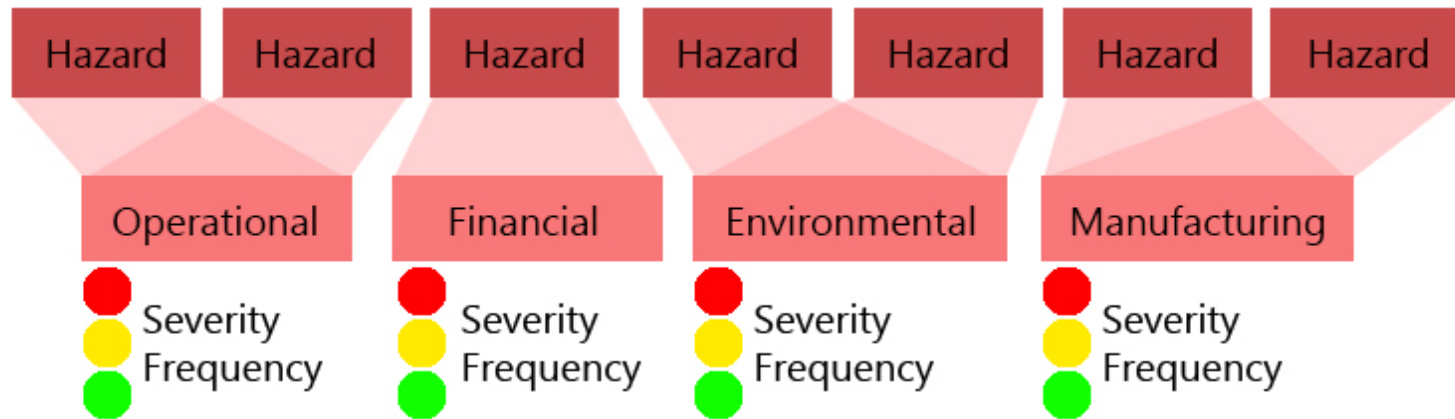 Hazard Hazard Hazard Hazard Hazard Hazard Hazard
Operational Financial Environmental Manufacturing
Severity Severity Severity Severity
Frequency Frequency Frequency Frequency